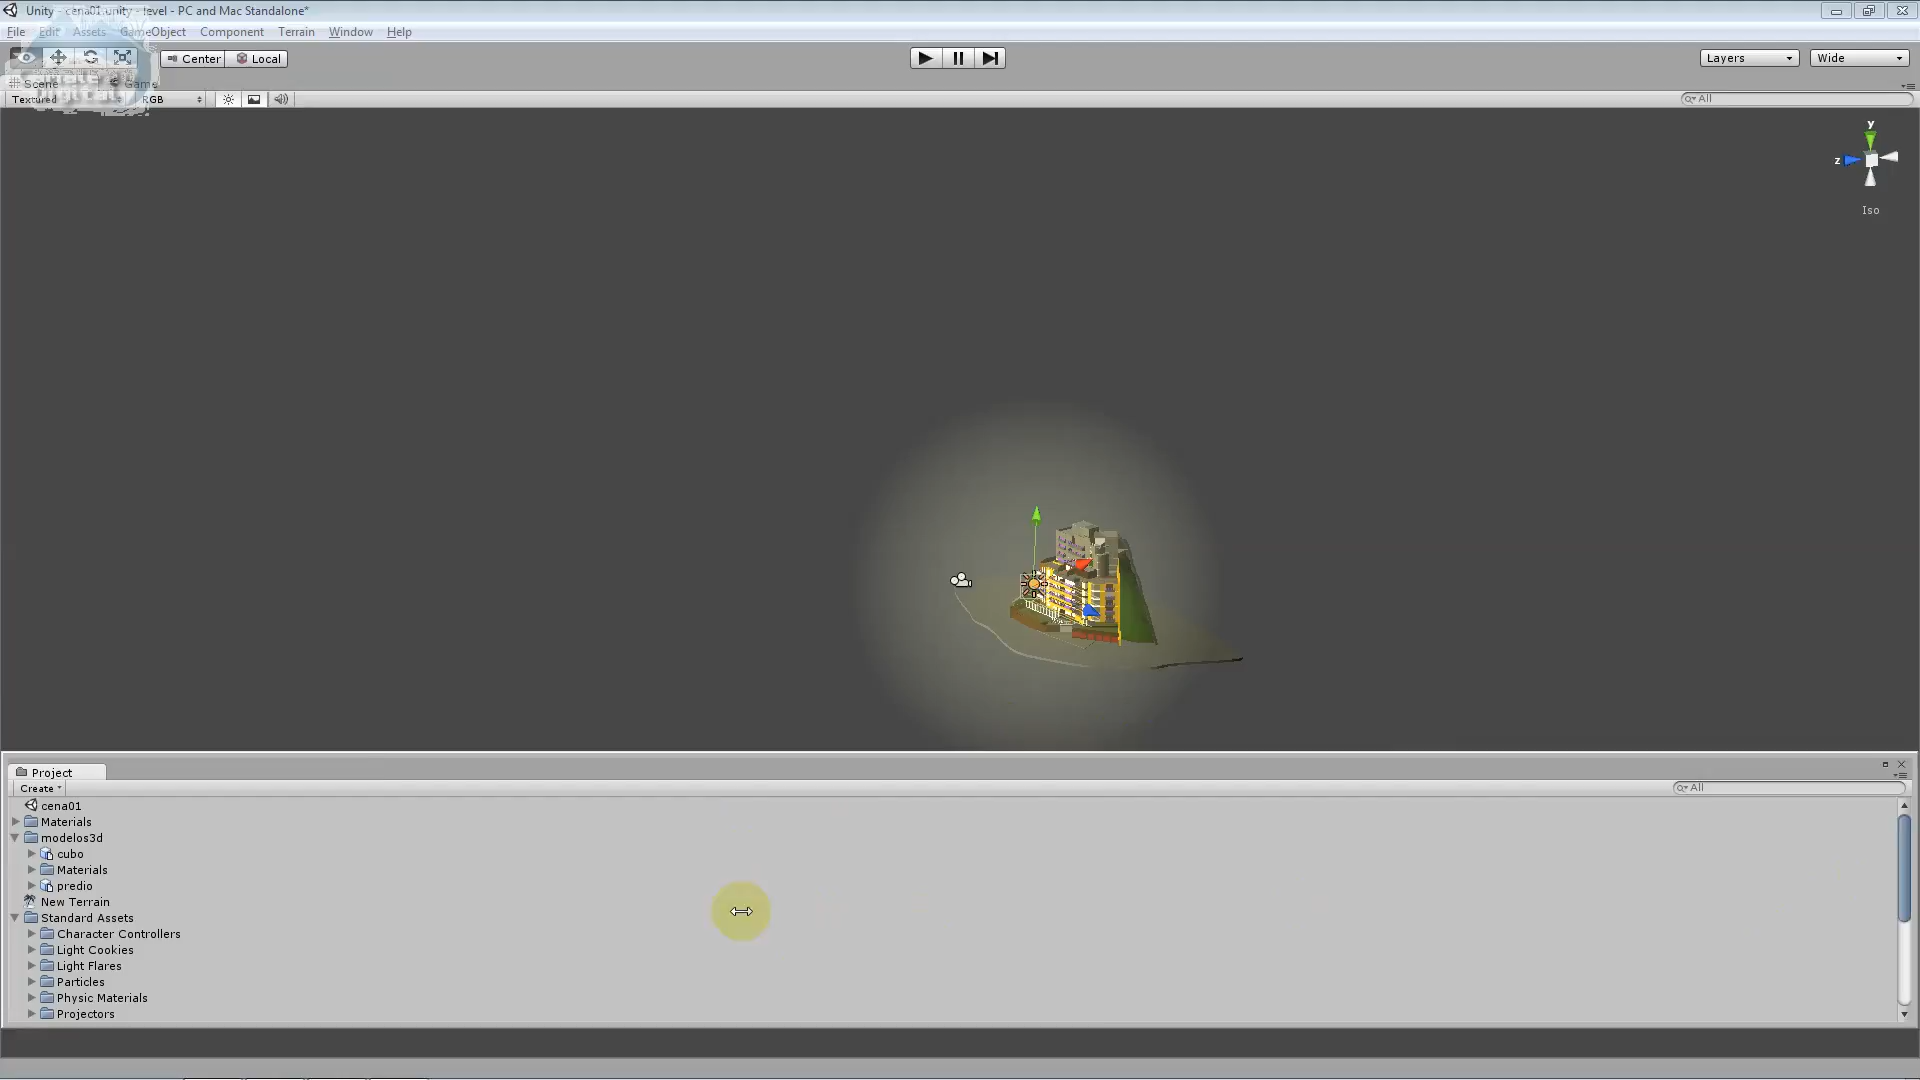 Unity - cena01.unity - level - PC and Mac Standalone*
File Edit Assets GameObject Component Terrain Window Help
Center Local Layers Wide
Scene Game
Textured RGB All
y
z
Iso
Project
Create All
cena01
Materials
modelos3d
cubo
Materials
predio
New Terrain
Standard Assets
Character Controllers
Light Cookies
Light Flares
Particles
Physic Materials
Projectors